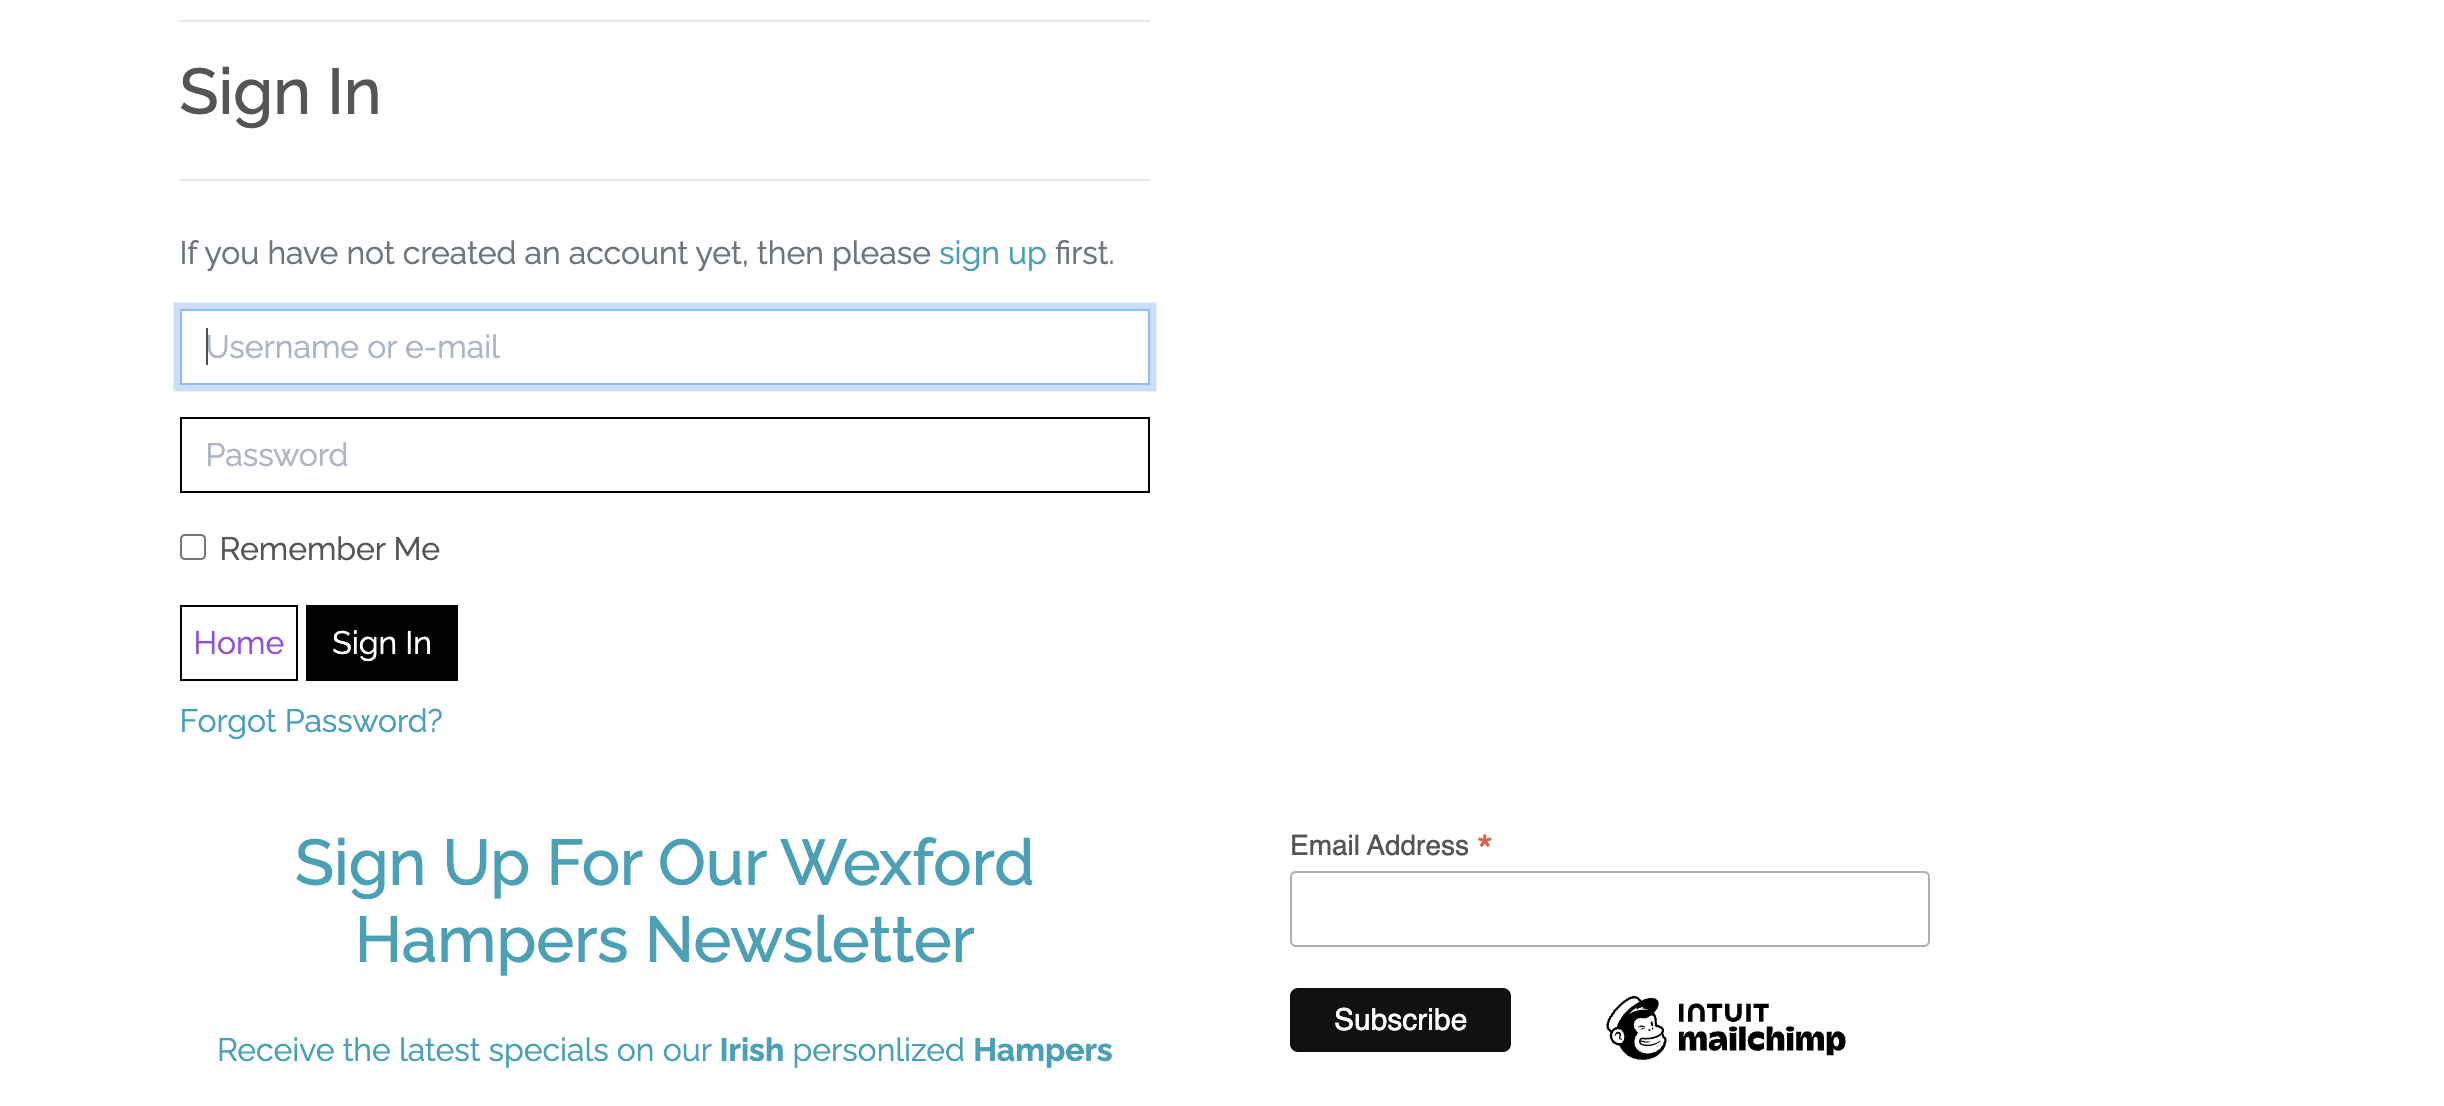 Sign In
If you have not created an account yet, then please sign up first.
Username or e-mail
Password
Remember Me
Home
Sign In
Forgot Password?
Sign Up For Our Wexford
Hampers Newsletter
Receive the latest specials on our Irish personlized Hampers
Email Address *
Subscribe
INTUIT
mailchimp